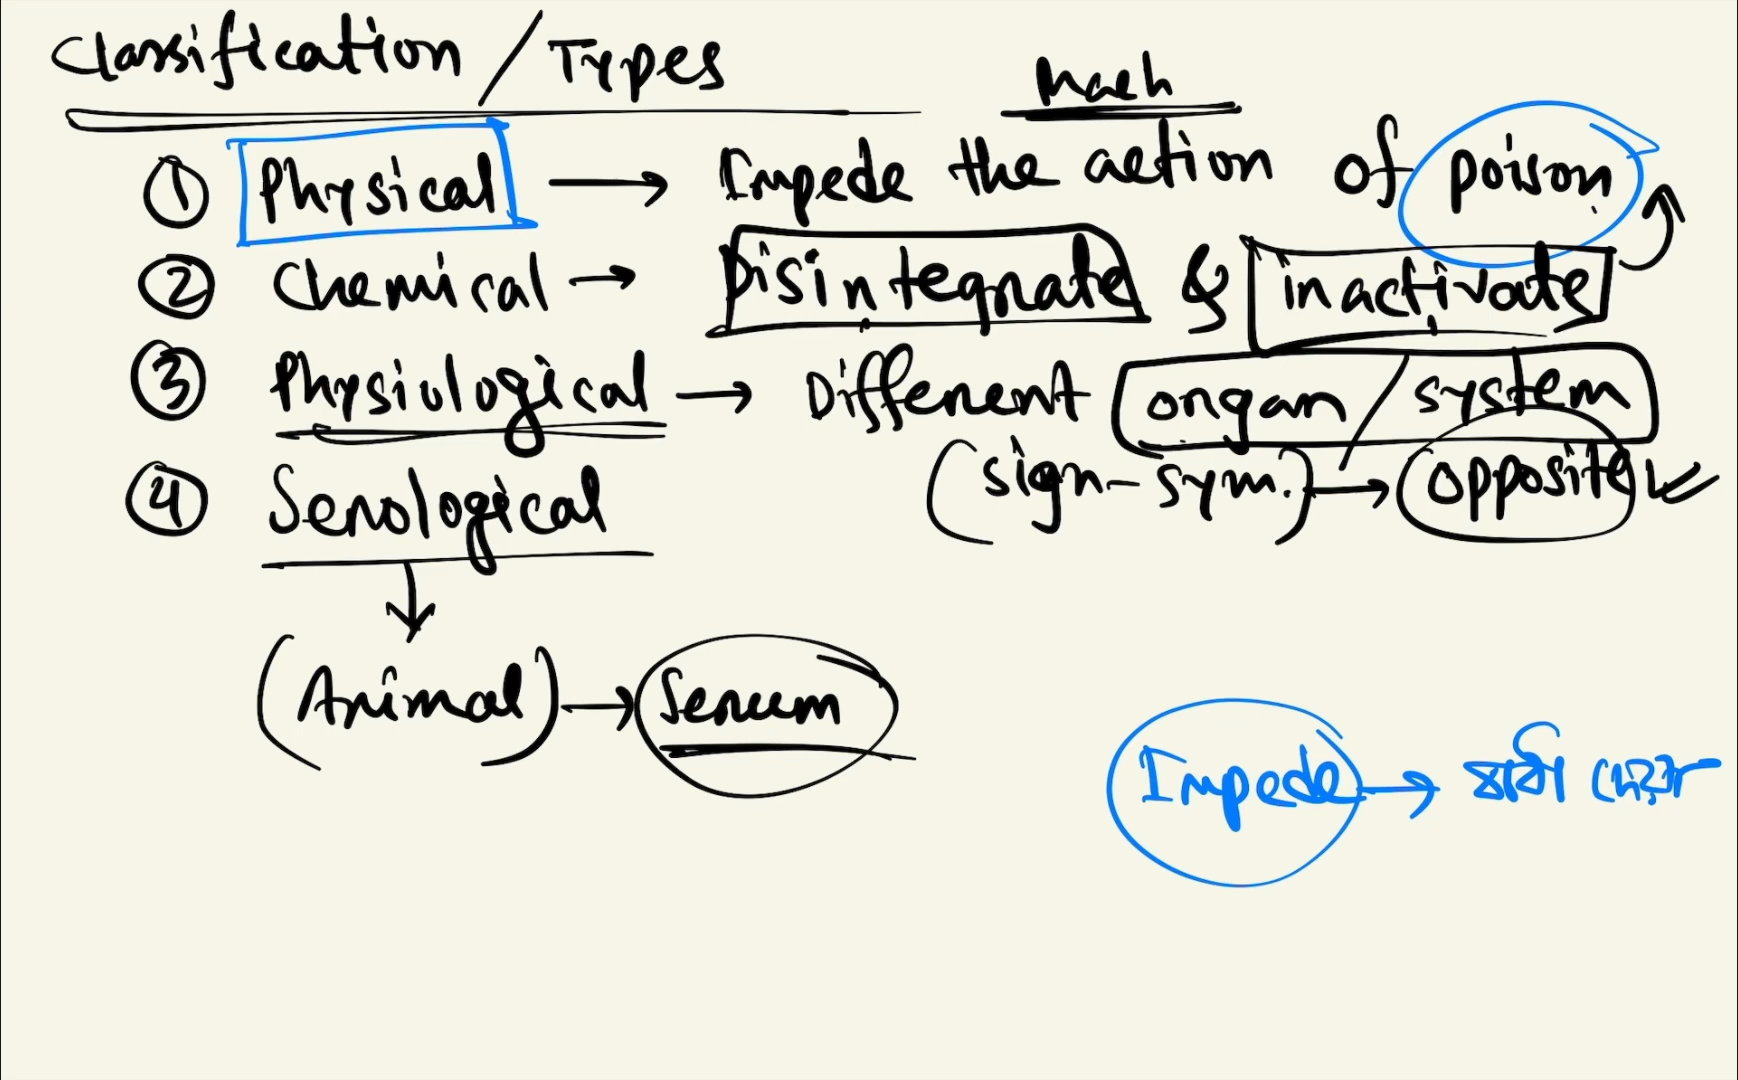 Classification / Types
Mech
① Physical → Impede the action of poison.
② Chemical → Disintegrate & inactivate
③ Physiological → Different organ / system
(sign-sym.) → opposite
④ Serological
(Animal) → Serum
Impede →